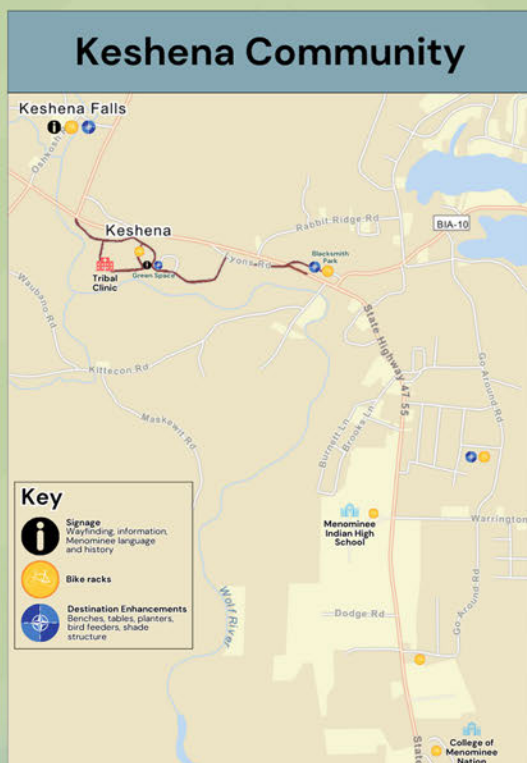 Keshena Community
Keshena Falls
Oshkosh
Keshena
Rabbit Ridge Rd
BIA-10
Lyons Rd
Blacksmith
Park
Tribal
Clinic
Green Space
Waubano Rd
State Highway 47 55
Kittecon Rd
Go Around Rd
Maskewit Rd
Burnett Ln
Brooks Ln
Key
Signage
Wayfinding, information,
Menominee language
and history
Bike racks
Destination Enhancements
Benches, tables, planters,
bird feeders, shade
structure
Menominee
Indian High
School
Warrington
Wolf River
Dodge Rd
Go Around Rd
State
College of
Menominee
Nation